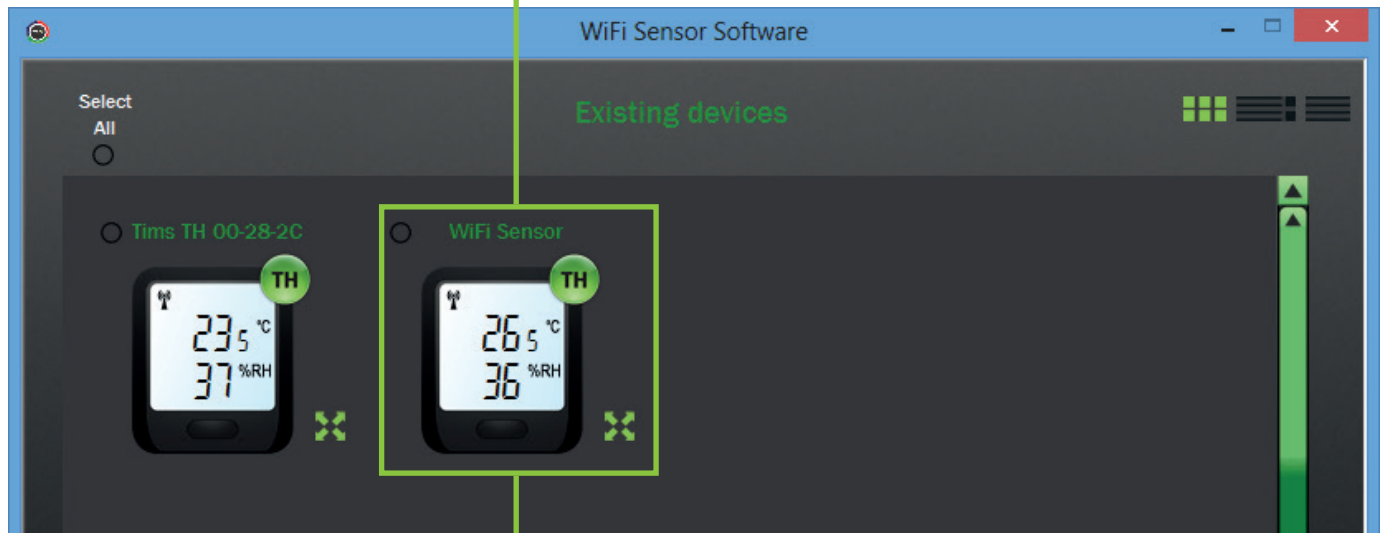 WiFi Sensor Software
Select
All
Existing devices
Tims TH 00-28-2C
WiFi Sensor
TH
23 5 °C
37 %RH
TH
26 5 °C
36 %RH